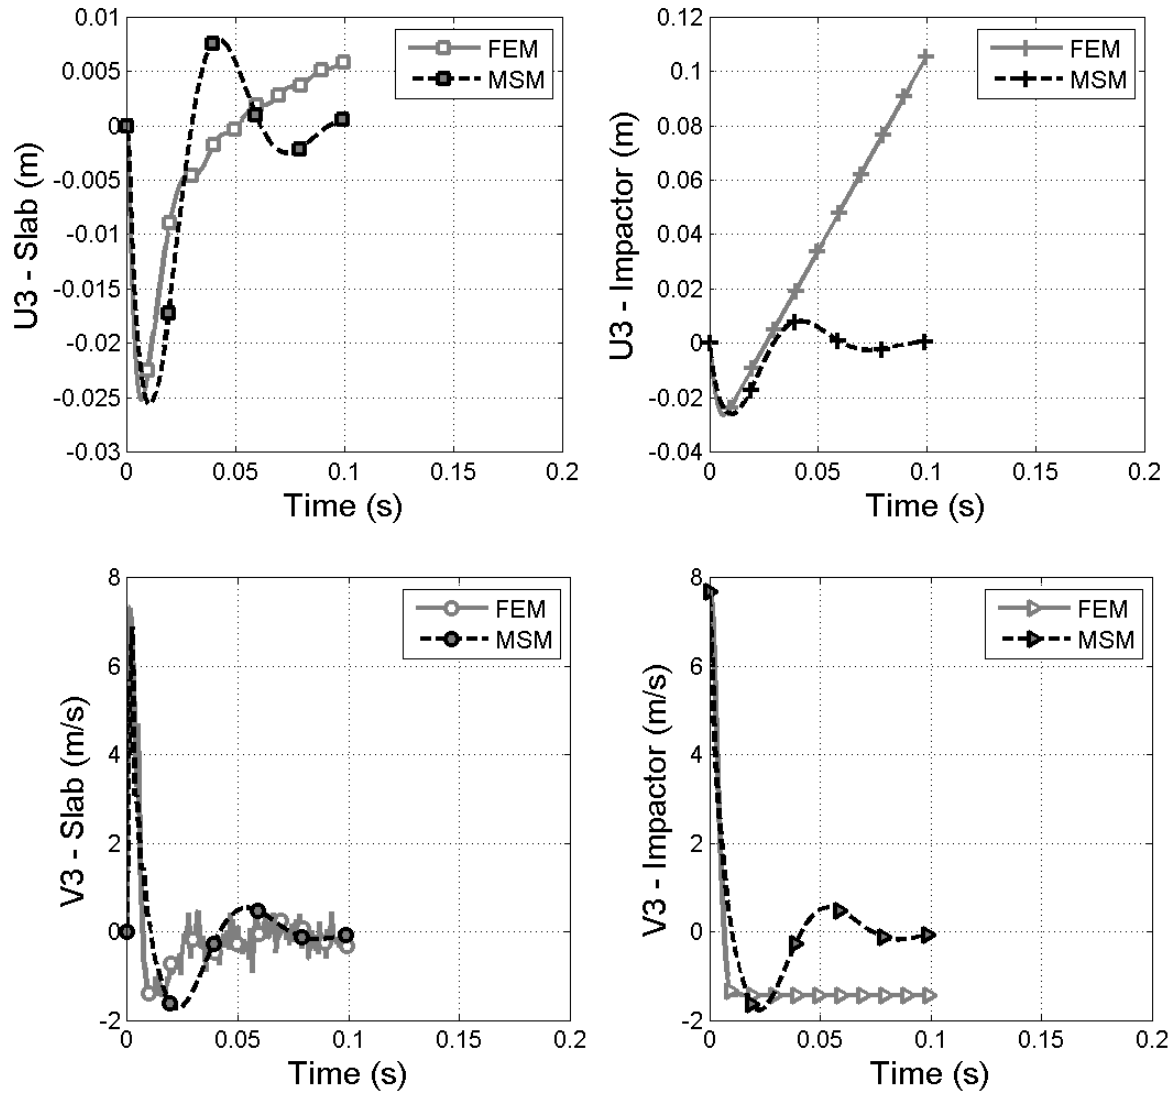 0.01
0.005
0
-0.005
-0.01
-0.015
-0.02
-0.025
-0.03
U3 - Slab (m)
FEM
MSM
0 0.05 0.1 0.15 0.2
Time (s)
0.12
0.1
0.08
0.06
0.04
0.02
0
-0.02
-0.04
U3 - Impactor (m)
FEM
MSM
0 0.05 0.1 0.15 0.2
Time (s)
8
6
4
2
0
-2
V3 - Slab (m/s)
FEM
MSM
0 0.05 0.1 0.15 0.2
Time (s)
8
6
4
2
0
-2
V3 - Impactor (m/s)
FEM
MSM
0 0.05 0.1 0.15 0.2
Time (s)